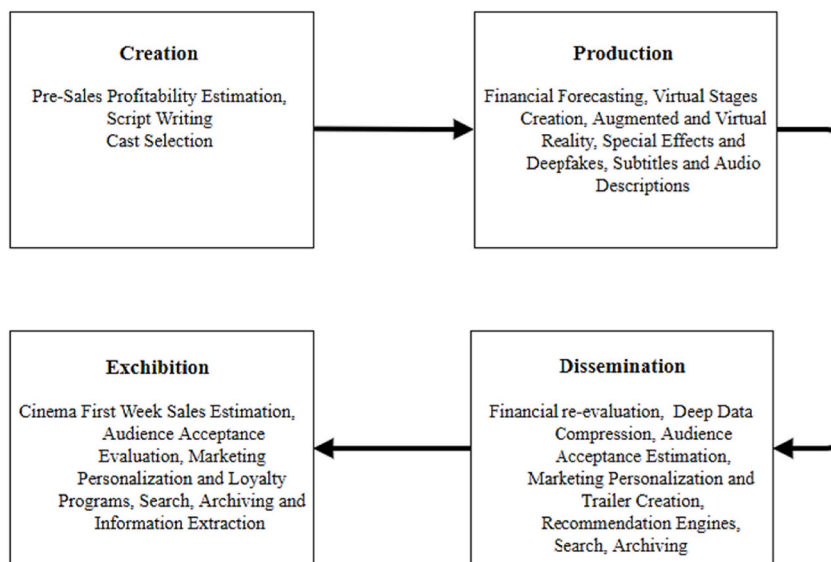 Creation
Pre-Sales Profitability Estimation,
Script Writing
Cast Selection
Production
Financial Forecasting, Virtual Stages
Creation, Augmented and Virtual
Reality, Special Effects and
Deepfakes, Subtitles and Audio
Descriptions
Exchibition
Cinema First Week Sales Estimation,
Audience Acceptance
Evaluation, Marketing
Personalization and Loyalty
Programs, Search, Archiving and
Information Extraction
Dissemination
Financial re-evaluation, Deep Data
Compression, Audience
Acceptance Estimation,
Marketing Personalization and
Trailer Creation,
Recommendation Engines,
Search, Archiving